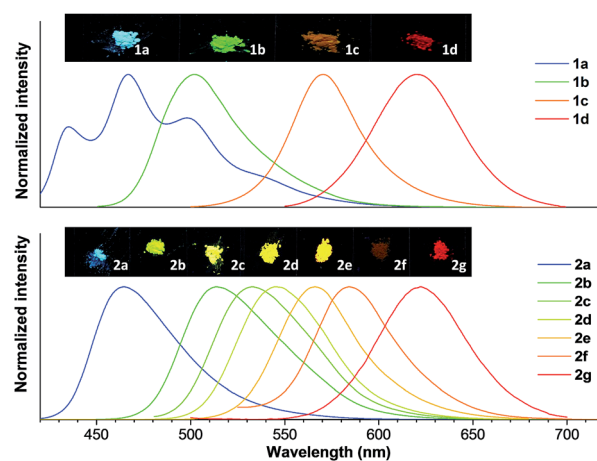 Normalized intensity
1a 1b 1c 1d
1a
1b
1c
1d
Normalized intensity
2a 2b 2c 2d 2e 2f 2g
2a
2b
2c
2d
2e
2f
2g
450 500 550 600 650 700
Wavelength (nm)